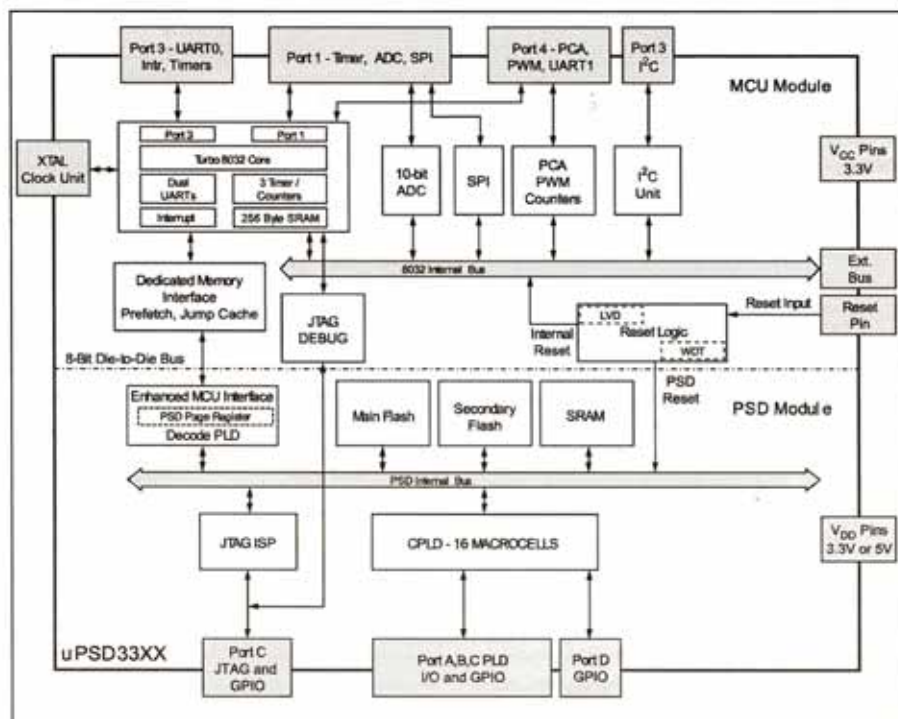 Port 3 - UART0,
Intr, Timers
Port 1 - Timer, ADC, SPI
Port 4 - PCA,
PWM, UART1
Port 3
I²C
MCU Module
XTAL
Clock Unit
Port 3
Port 1
Turbo 8032 Core
Dual
UARTs
3 Timer /
Counters
Interrupt
256 Byte SRAM
10-bit
ADC
SPI
PCA
PWM
Counters
I²C
Unit
VCC Pins
3.3V
8032 Internal Bus
Ext.
Bus
Dedicated Memory
Interface
Prefetch, Jump Cache
JTAG
DEBUG
Internal
Reset
LVD
Reset Logic
WDT
Reset Input
Reset
Pin
8-Bit Die-to-Die Bus
PSD
Reset
Enhanced MCU Interface
PSD Page Register
Decode PLD
Main Flash
Secondary
Flash
SRAM
PSD Module
PSD Internal Bus
JTAG ISP
CPLD - 16 MACROCELLS
VDD Pins
3.3V or 5V
uPSD33XX
Port C
JTAG and
GPIO
Port A,B,C PLD
I/O and GPIO
Port D
GPIO